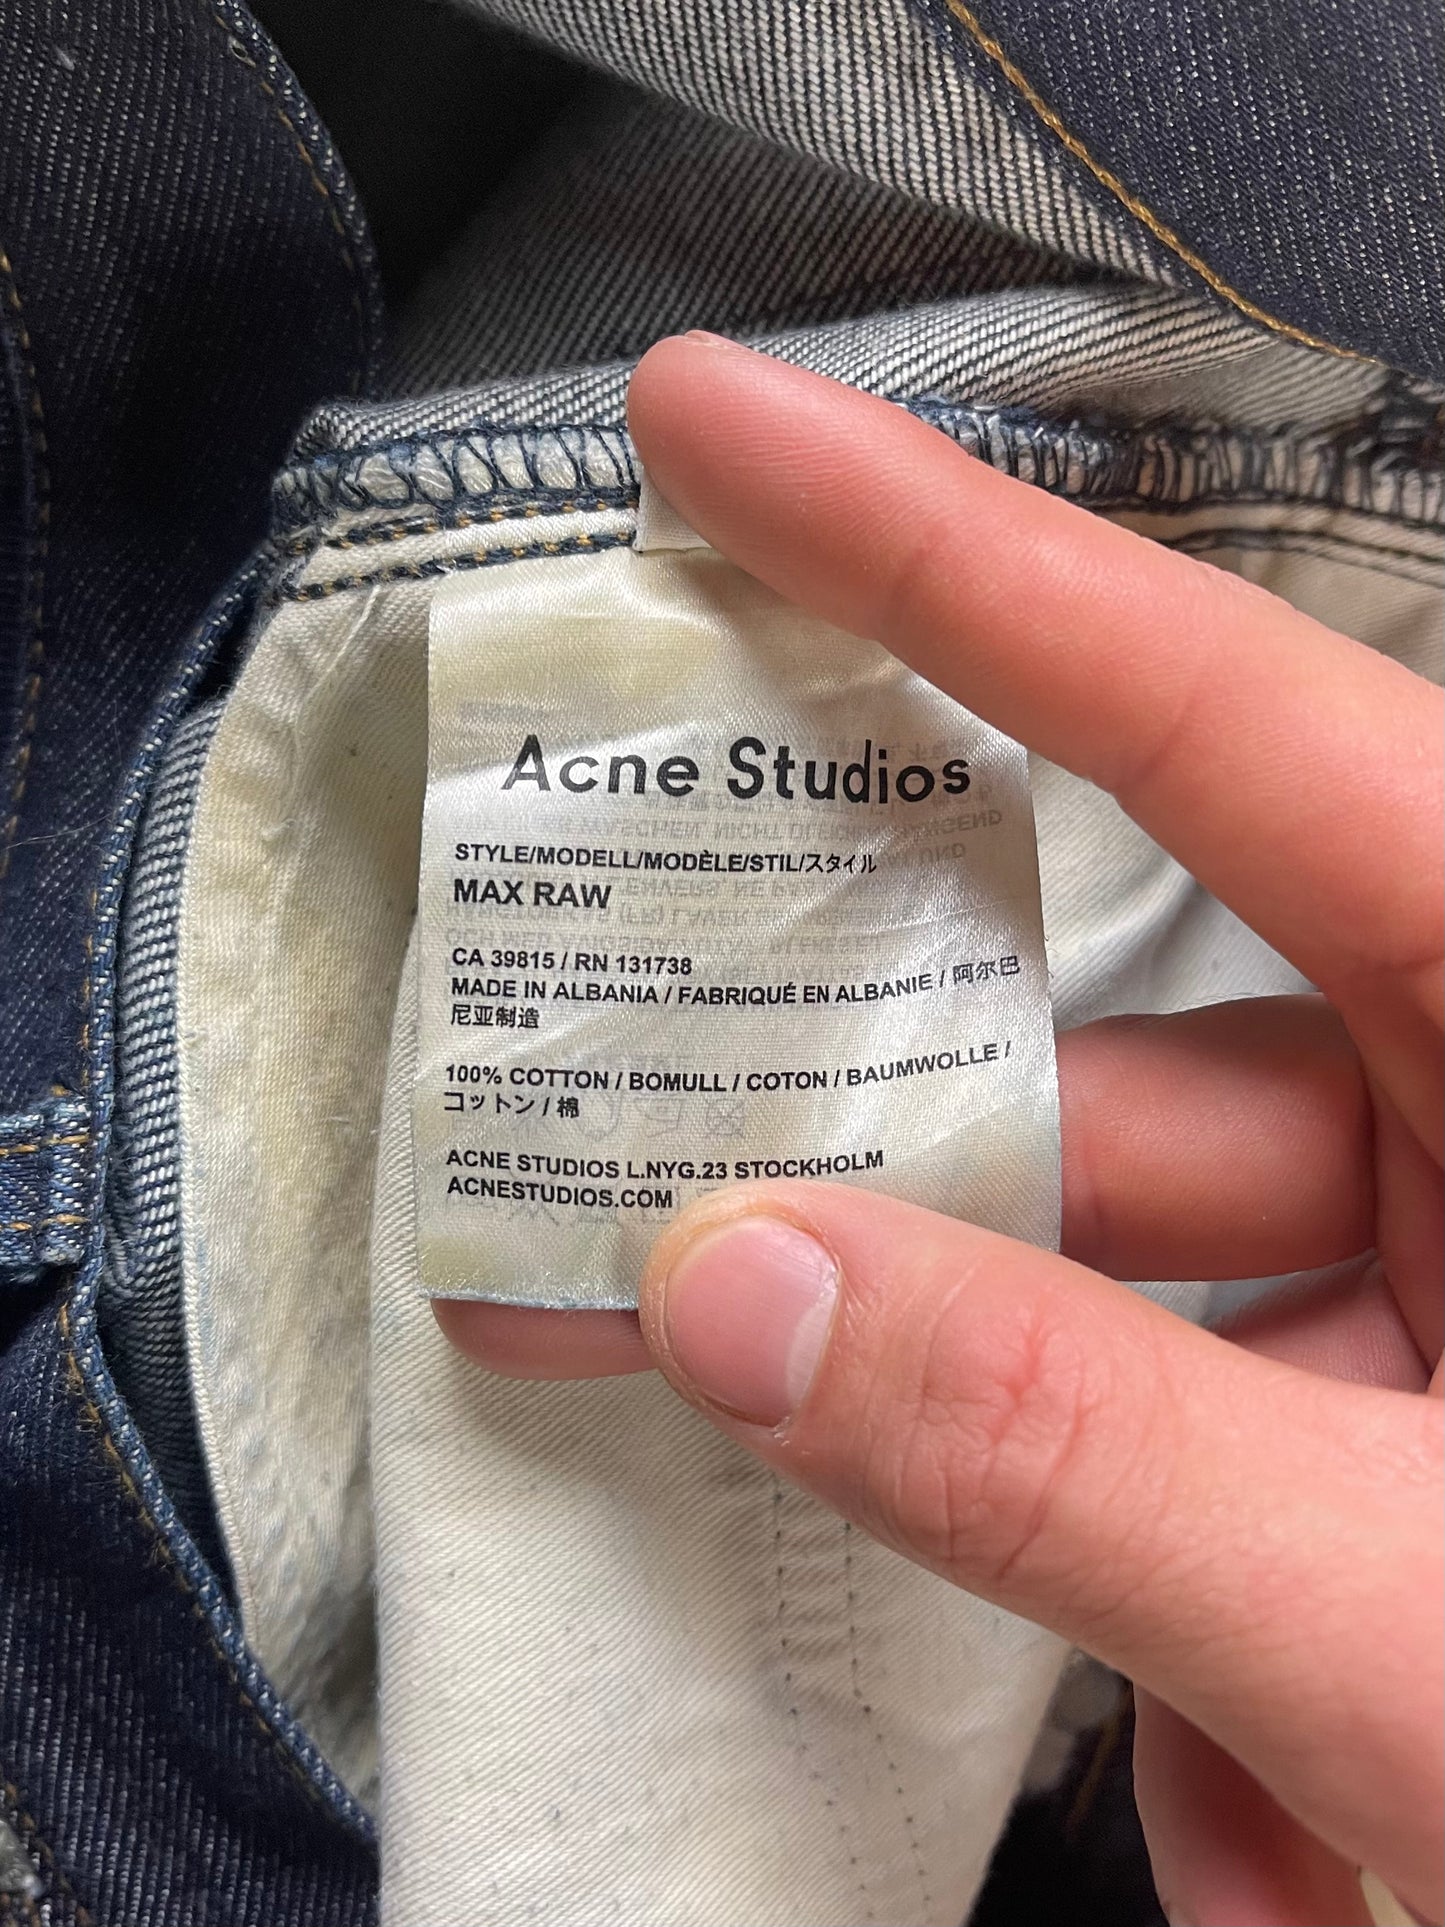 Acne Studios
STYLE/MODELL/MODÈLE/STIL/スタイル
MAX RAW
CA 39815 / RN 131738
MADE IN ALBANIA / FABRIQUÉ EN ALBANIE / 阿尔巴
尼亚制造
100% COTTON / BOMULL / COTON / BAUMWOLLE /
コットン / 棉
ACNE STUDIOS L.NYG.23 STOCKHOLM
ACNESTUDIOS.COM